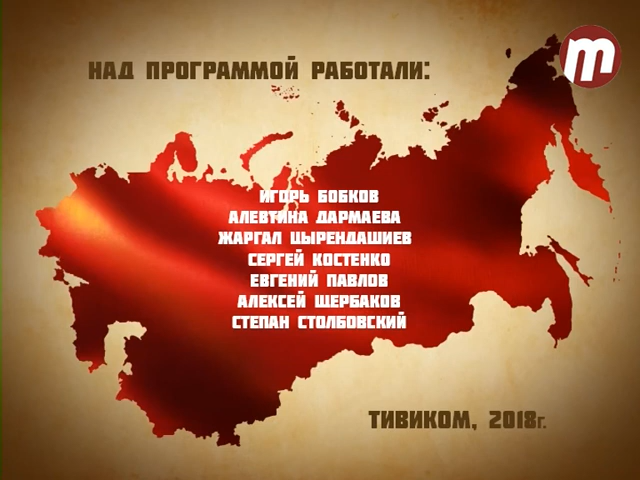 НАД ПРОГРАММОЙ РАБОТАЛИ:
ИГОРЬ БОБКОВ
АЛЕВТИНА ДАРМАЕВА
ЖАРГАЛ ЦЫРЕНДАШИЕВ
СЕРГЕЙ КОСТЕНКО
ЕВГЕНИЙ ПАВЛОВ
АЛЕКСЕЙ ЩЕРБАКОВ
СТЕПАН СТОЛБОВСКИЙ
ТИВИКОМ, 2018г.
m